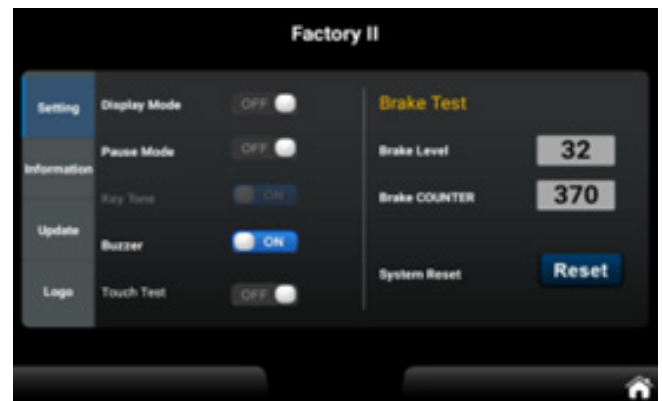 Factory II
Setting
Information
Update
Logo
Display Mode OFF
Pause Mode OFF
Key Tone ON
Buzzer ON
Touch Test OFF
Brake Test
Brake Level 32
Brake COUNTER 370
System Reset Reset